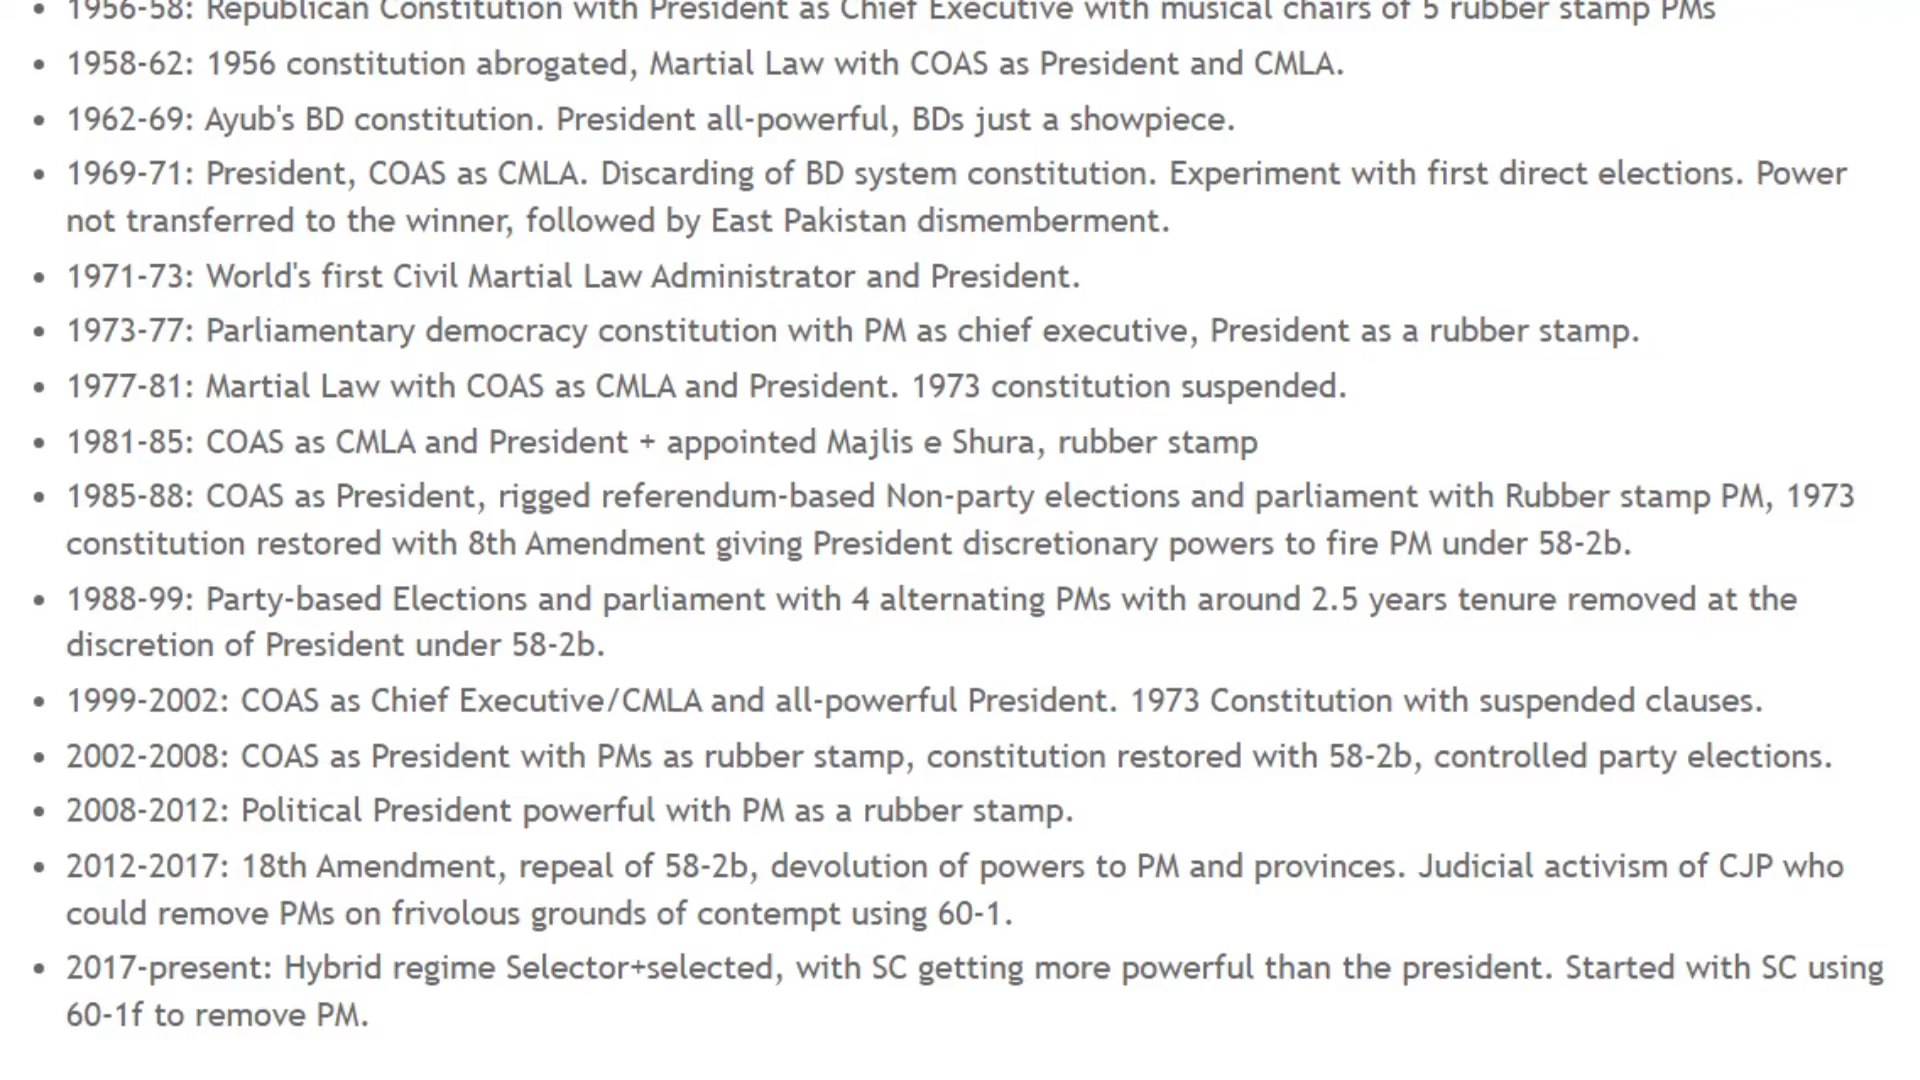 • 1956-58: Republican Constitution with President as Chief Executive with musical chairs of 5 rubber stamp PMs
• 1958-62: 1956 constitution abrogated, Martial Law with COAS as President and CMLA.
• 1962-69: Ayub's BD constitution. President all-powerful, BDs just a showpiece.
• 1969-71: President, COAS as CMLA. Discarding of BD system constitution. Experiment with first direct elections. Power
not transferred to the winner, followed by East Pakistan dismemberment.
• 1971-73: World's first Civil Martial Law Administrator and President.
• 1973-77: Parliamentary democracy constitution with PM as chief executive, President as a rubber stamp.
• 1977-81: Martial Law with COAS as CMLA and President. 1973 constitution suspended.
• 1981-85: COAS as CMLA and President + appointed Majlis e Shura, rubber stamp
• 1985-88: COAS as President, rigged referendum-based Non-party elections and parliament with Rubber stamp PM, 1973
constitution restored with 8th Amendment giving President discretionary powers to fire PM under 58-2b.
• 1988-99: Party-based Elections and parliament with 4 alternating PMs with around 2.5 years tenure removed at the
discretion of President under 58-2b.
• 1999-2002: COAS as Chief Executive/CMLA and all-powerful President. 1973 Constitution with suspended clauses.
• 2002-2008: COAS as President with PMs as rubber stamp, constitution restored with 58-2b, controlled party elections.
• 2008-2012: Political President powerful with PM as a rubber stamp.
• 2012-2017: 18th Amendment, repeal of 58-2b, devolution of powers to PM and provinces. Judicial activism of CJP who
could remove PMs on frivolous grounds of contempt using 60-1.
• 2017-present: Hybrid regime Selector+selected, with SC getting more powerful than the president. Started with SC using
60-1f to remove PM.